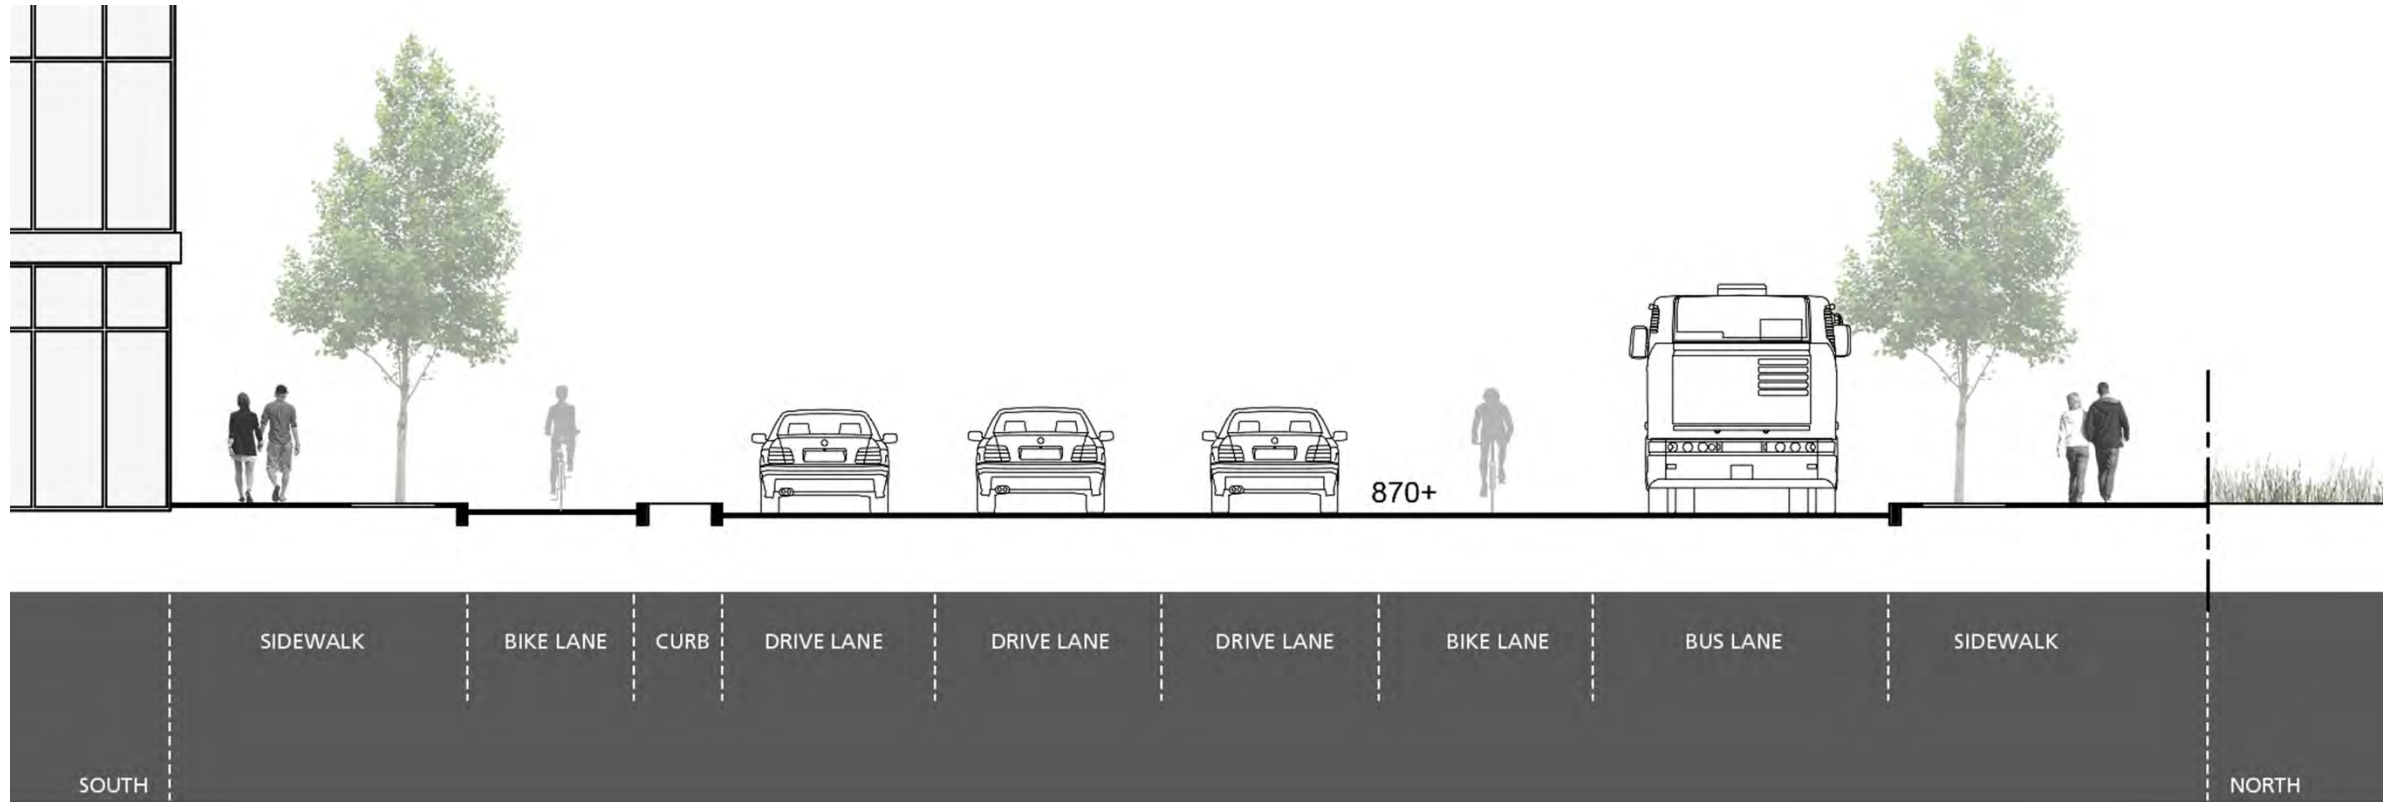 870+
SIDEWALK
BIKE LANE
CURB
DRIVE LANE
DRIVE LANE
DRIVE LANE
BIKE LANE
BUS LANE
SIDEWALK
SOUTH
NORTH